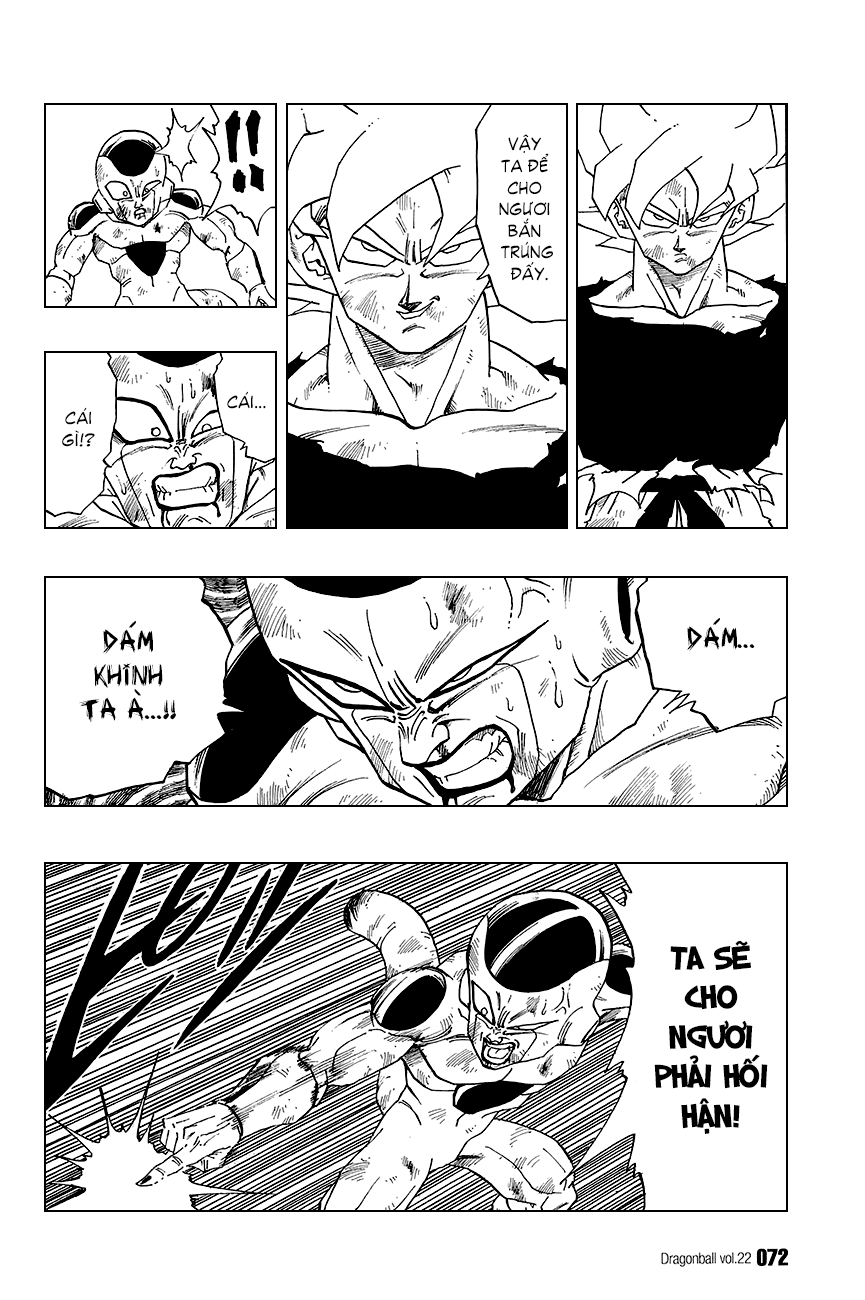 VẬY
TA ĐỂ
CHO
NGƯƠI
BẮN
TRÚNG
ĐẤY.
!!
CÁI...
CÁI
GÌ!?
DÁM...
DÁM
KHINH
TA À...!!
TA SẼ
CHO
NGƯƠI
PHẢI HỐI
HẬN!
Dragonball vol.22 072